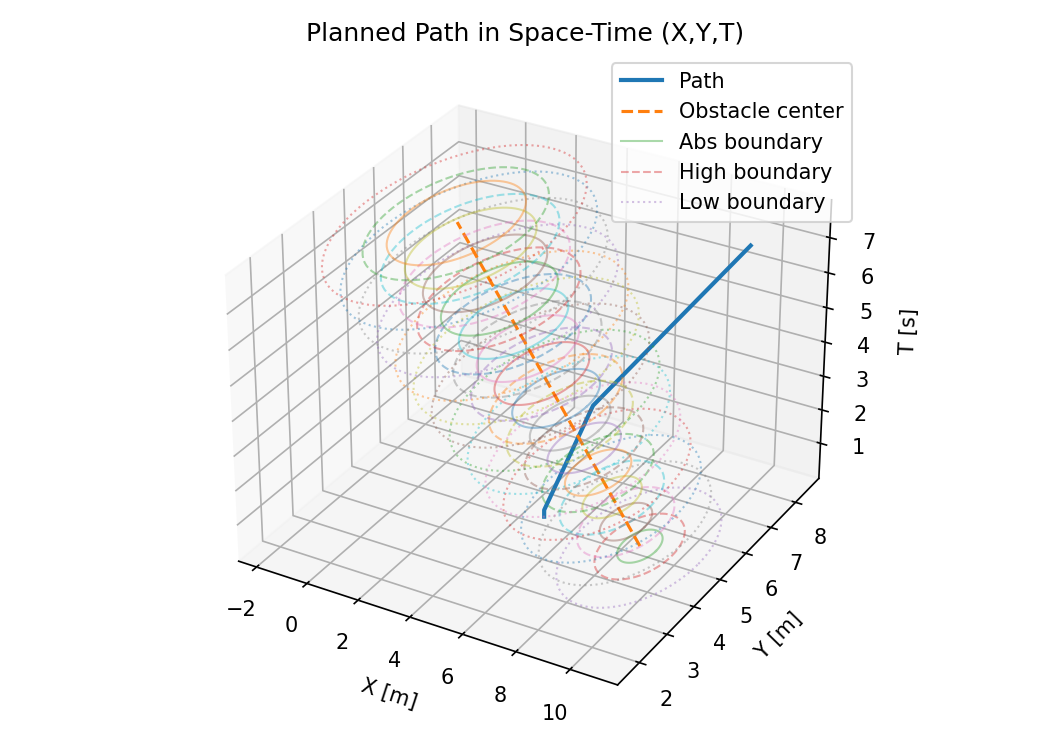 Planned Path in Space-Time (X,Y,T)
Path
Obstacle center
Abs boundary
High boundary
Low boundary
7
6
5
4
3
2
1
T [s]
8
7
6
5
4
3
2
Y [m]
−2
0
2
4
6
8
10
X [m]